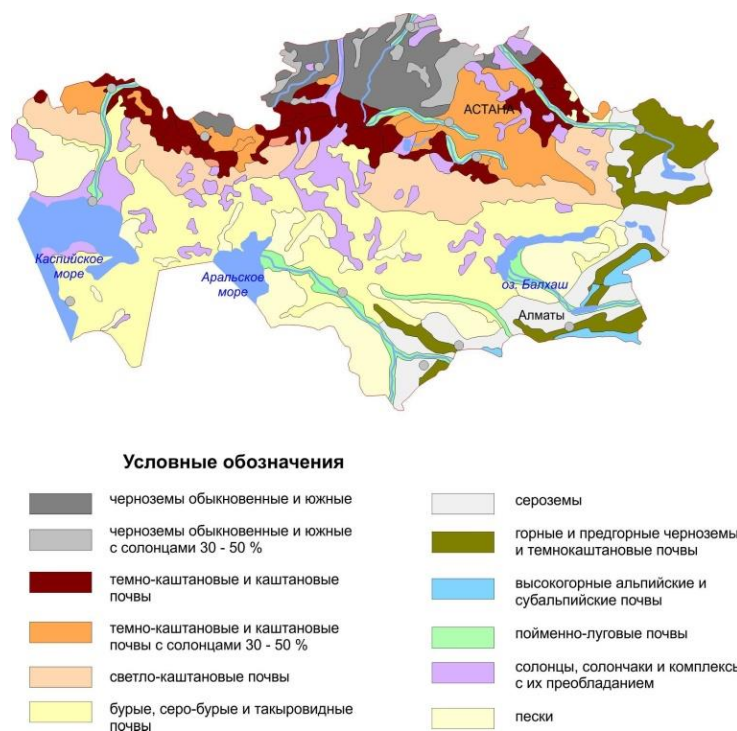 АСТАНА
Каспийское
море
Аральское
море
оз. Балхаш
Алматы
Условные обозначения
черноземы обыкновенные и южные
черноземы обыкновенные и южные
с солонцами 30 - 50 %
темно-каштановые и каштановые
почвы
темно-каштановые и каштановые
почвы с солонцами 30 - 50 %
светло-каштановые почвы
бурые, серо-бурые и такыровидные
почвы
сероземы
горные и предгорные черноземы
и темнокаштановые почвы
высокогорные альпийские и
субальпийские почвы
пойменно-луговые почвы
солонцы, солончаки и комплексы
с их преобладанием
пески